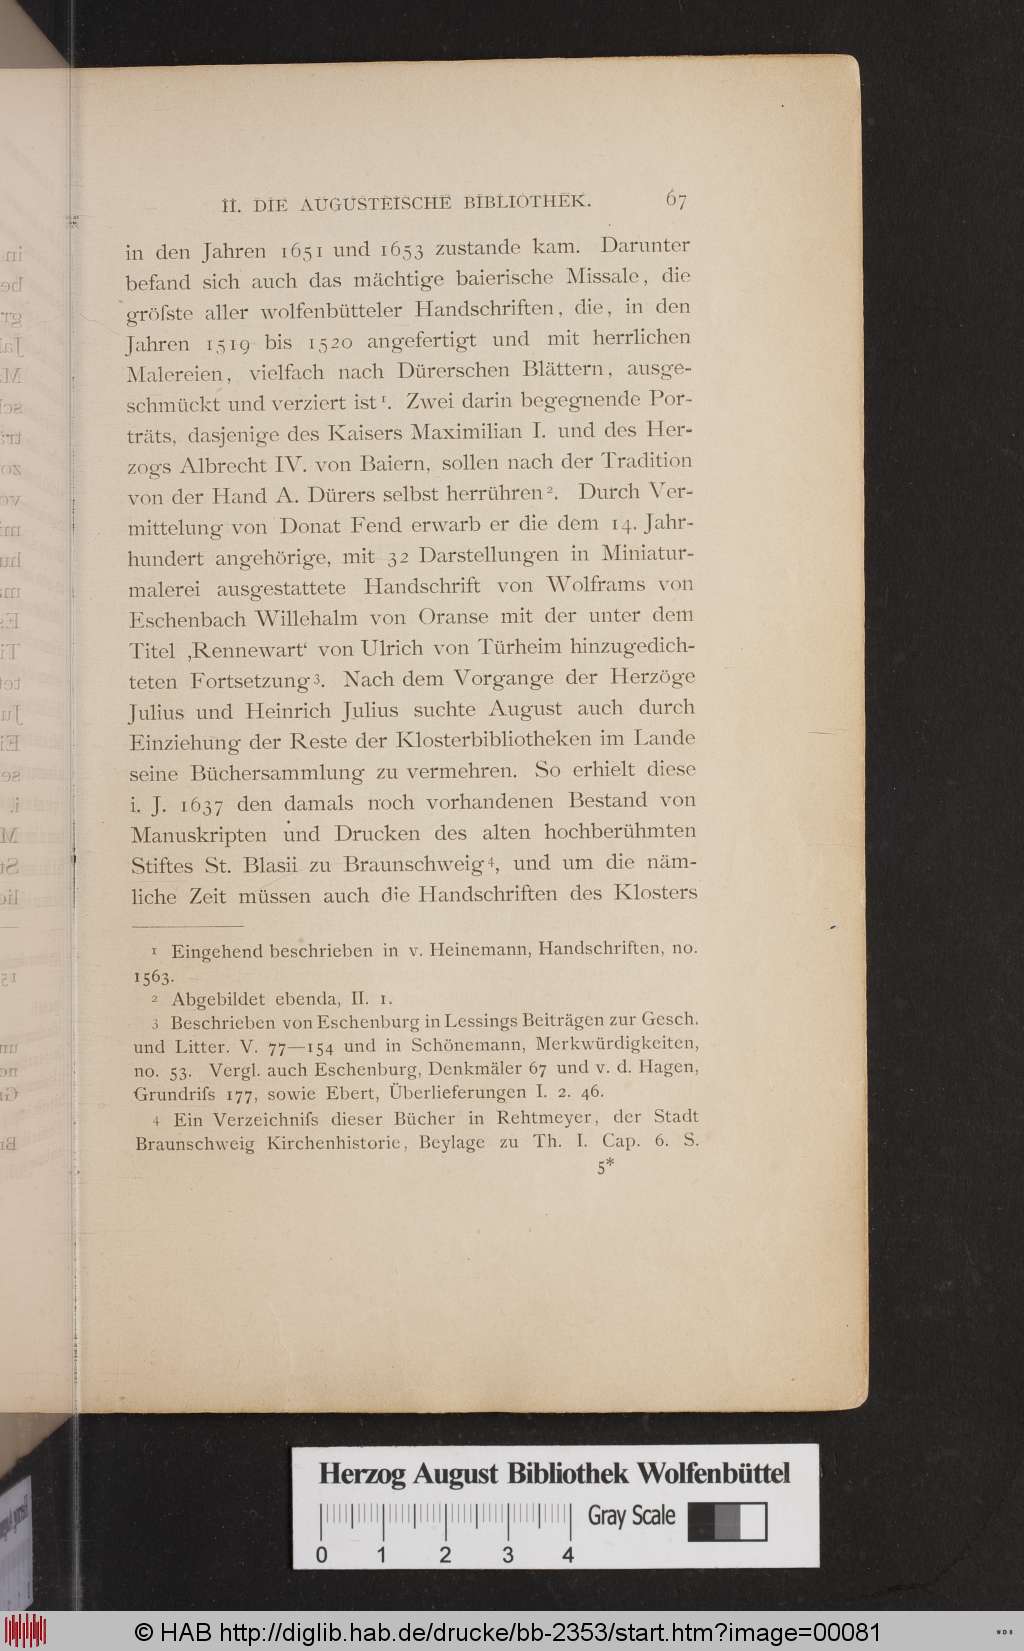 II. DIE AUGUSTEISCHE BIBLIOTHEK. 67
in den Jahren 1651 und 1653 zustande kam. Darunter
befand sich auch das mächtige baierische Missale, die
gröſste aller wolfenbütteler Handschriften, die, in den
Jahren 1519 bis 1520 angefertigt und mit herrlichen
Malereien, vielfach nach Dürerschen Blättern, ausge-
schmückt und verziert ist¹. Zwei darin begegnende Por-
träts, dasjenige des Kaisers Maximilian I. und des Her-
zogs Albrecht IV. von Baiern, sollen nach der Tradition
von der Hand A. Dürers selbst herrühren². Durch Ver-
mittelung von Donat Fend erwarb er die dem 14. Jahr-
hundert angehörige, mit 32 Darstellungen in Miniatur-
malerei ausgestattete Handschrift von Wolframs von
Eschenbach Willehalm von Oranse mit der unter dem
Titel ‚Rennewart‘ von Ulrich von Türheim hinzugedich-
teten Fortsetzung³. Nach dem Vorgange der Herzöge
Julius und Heinrich Julius suchte August auch durch
Einziehung der Reste der Klosterbibliotheken im Lande
seine Büchersammlung zu vermehren. So erhielt diese
i. J. 1637 den damals noch vorhandenen Bestand von
Manuskripten und Drucken des alten hochberühmten
Stiftes St. Blasii zu Braunschweig⁴, und um die näm-
liche Zeit müssen auch die Handschriften des Klosters
¹ Eingehend beschrieben in v. Heinemann, Handschriften, no.
1563.
² Abgebildet ebenda, II. 1.
³ Beschrieben von Eschenburg in Lessings Beiträgen zur Gesch.
und Litter. V. 77—154 und in Schönemann, Merkwürdigkeiten,
no. 53. Vergl. auch Eschenburg, Denkmäler 67 und v. d. Hagen,
Grundriſs 177, sowie Ebert, Überlieferungen I. 2. 46.
⁴ Ein Verzeichniſs dieser Bücher in Rehtmeyer, der Stadt
Braunschweig Kirchenhistorie, Beylage zu Th. I. Cap. 6. S.
5*
Herzog August Bibliothek Wolfenbüttel
Gray Scale
0 1 2 3 4
© HAB http://diglib.hab.de/drucke/bb-2353/start.htm?image=00081